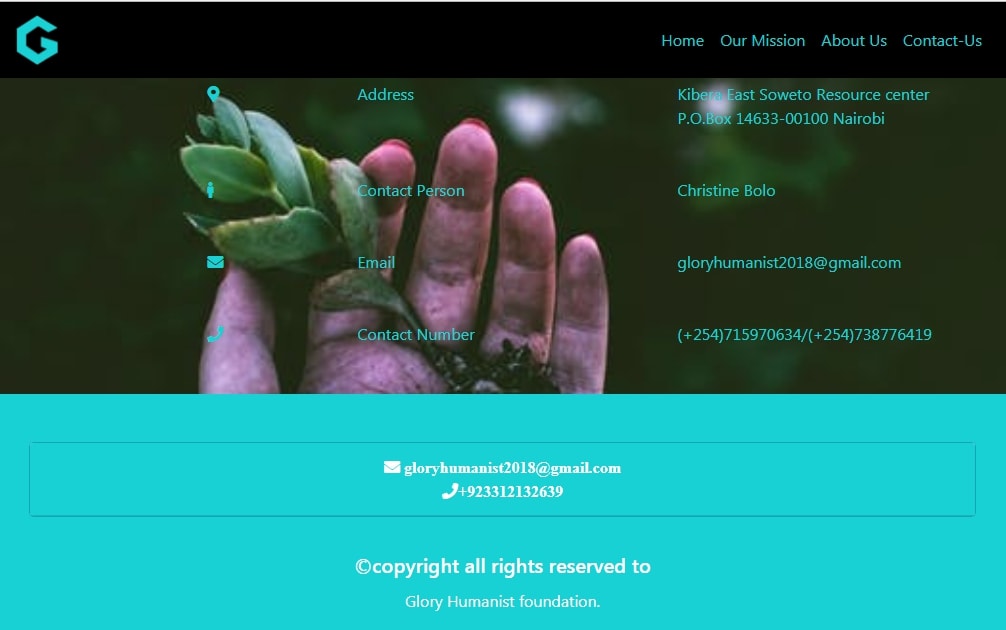 Home Our Mission About Us Contact-Us
Address Kibera East Soweto Resource center
P.O.Box 14633-00100 Nairobi
Contact Person Christine Bolo
Email gloryhumanist2018@gmail.com
Contact Number (+254)715970634/(+254)738776419
gloryhumanist2018@gmail.com
+923312132639
©copyright all rights reserved to
Glory Humanist foundation.